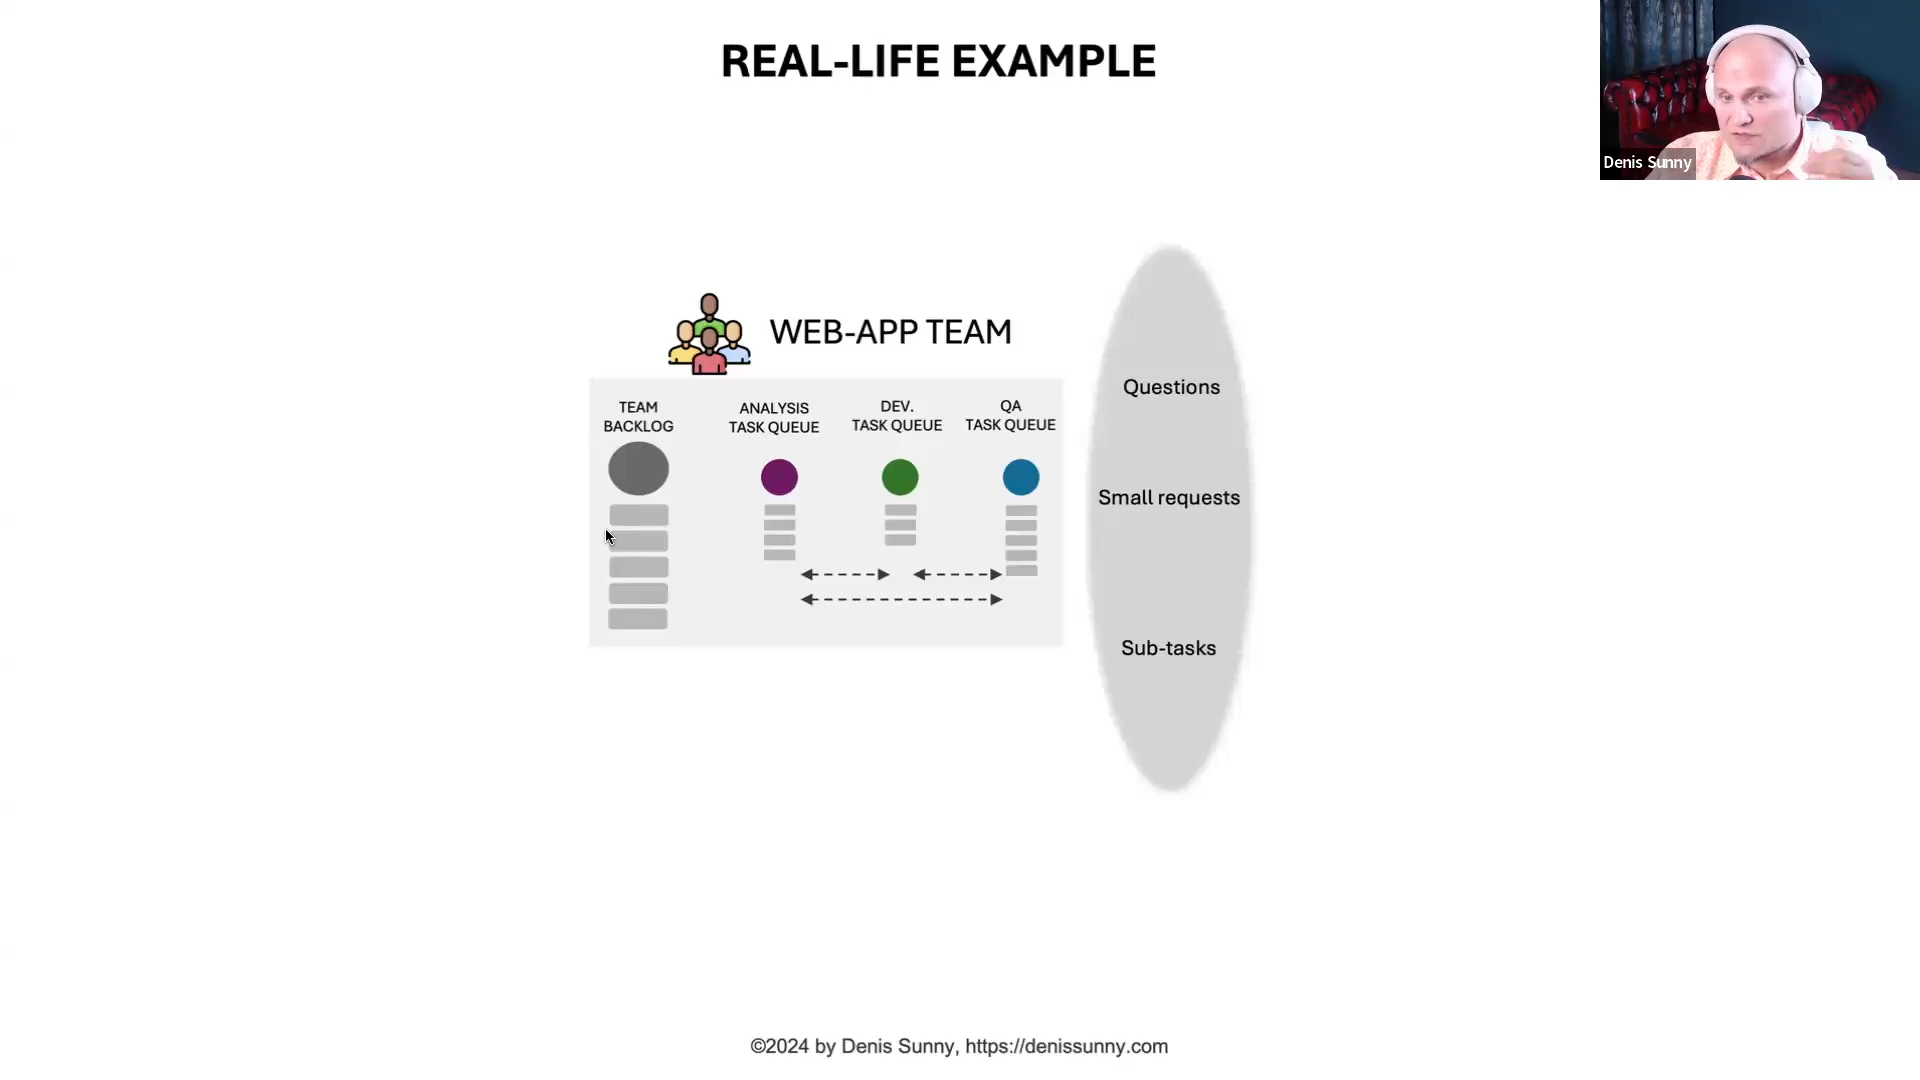 REAL-LIFE EXAMPLE
Denis Sunny
WEB-APP TEAM
TEAM
BACKLOG
ANALYSIS
TASK QUEUE
DEV.
TASK QUEUE
QA
TASK QUEUE
Questions
Small requests
Sub-tasks
©2024 by Denis Sunny, https://denissunny.com